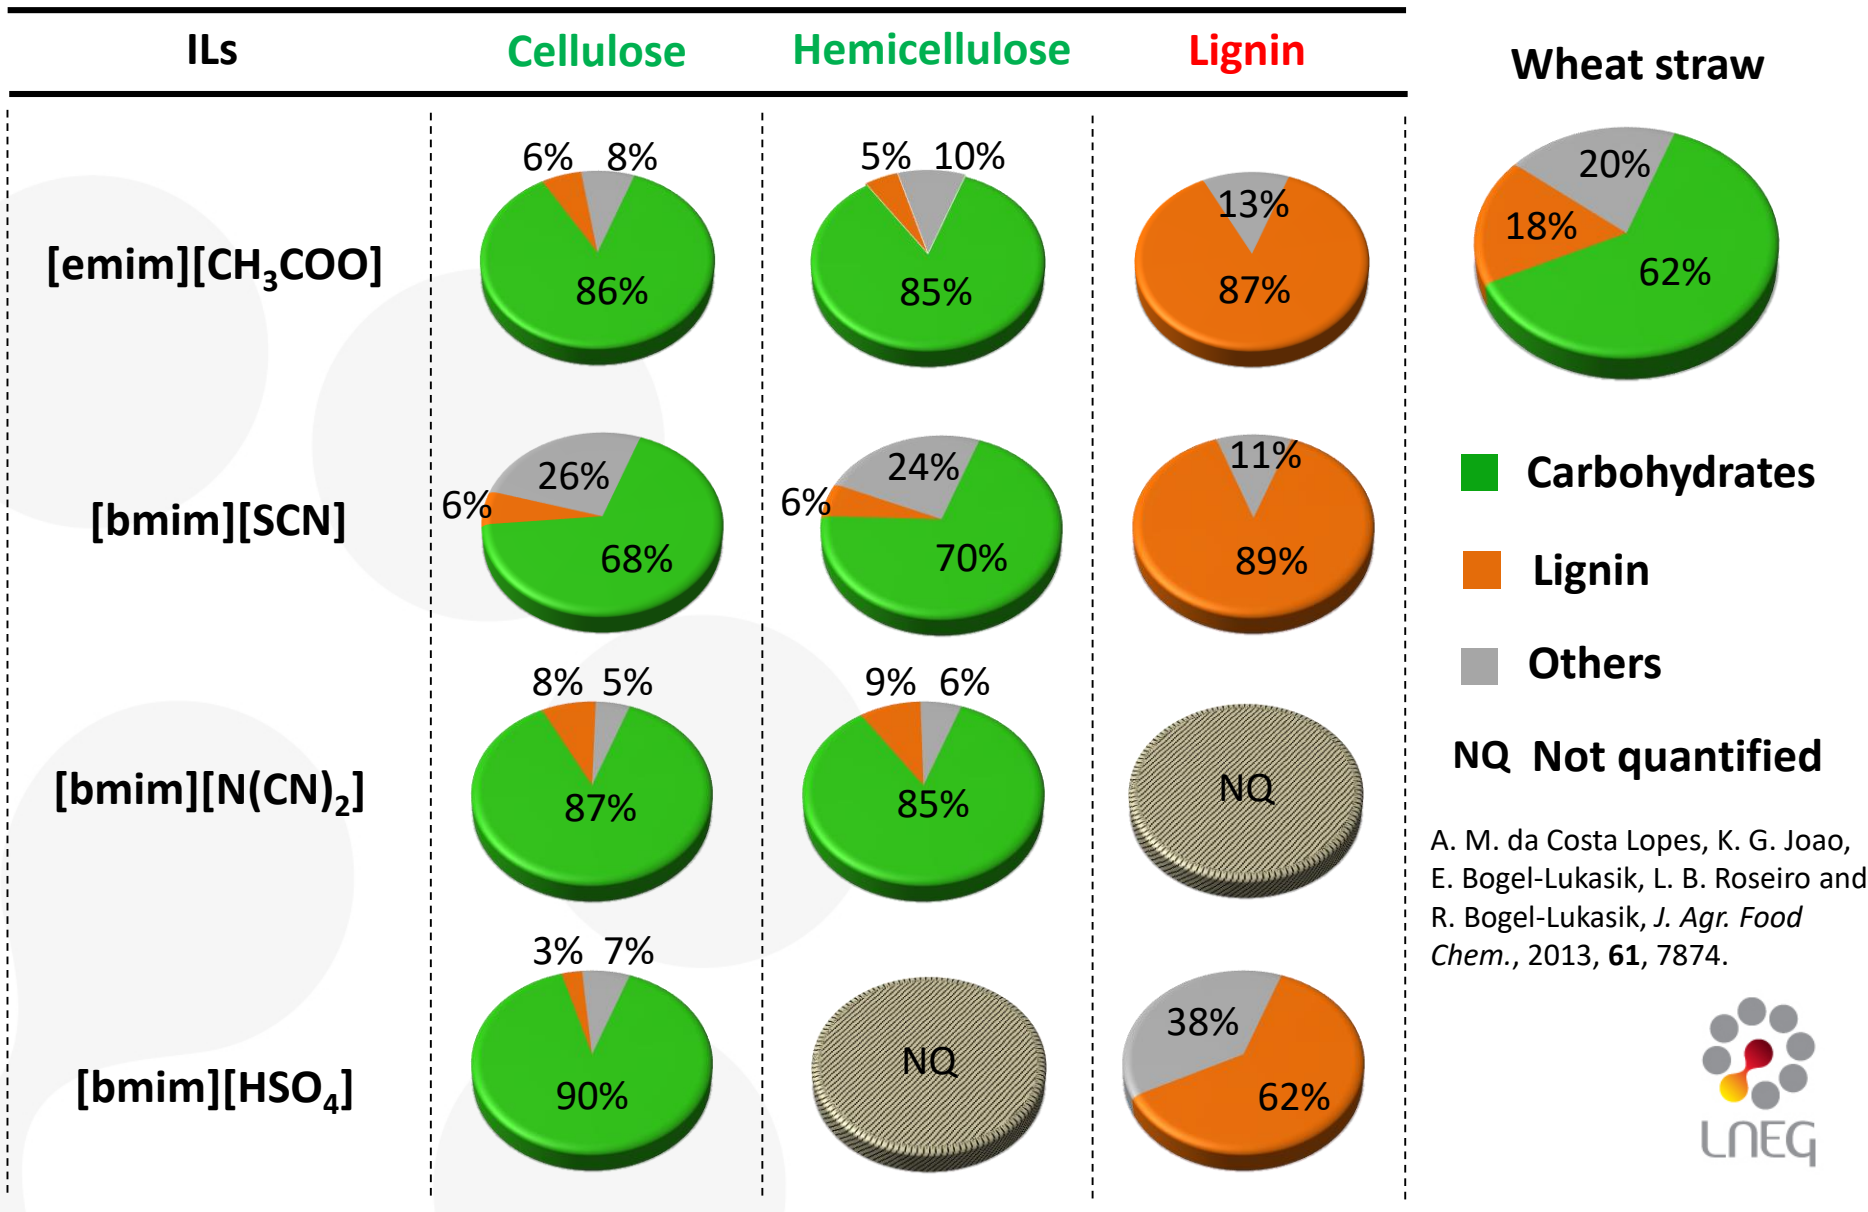 ILs Cellulose Hemicellulose Lignin
Wheat straw
[emim][CH₃COO]
6% 8%
86%
5% 10%
85%
13%
87%
20%
18%
62%
[bmim][SCN]
26%
6%
68%
24%
6%
70%
11%
89%
Carbohydrates
Lignin
Others
NQ Not quantified
[bmim][N(CN)₂]
8% 5%
87%
9% 6%
85%
NQ
A. M. da Costa Lopes, K. G. Joao,
E. Bogel-Lukasik, L. B. Roseiro and
R. Bogel-Lukasik, J. Agr. Food
Chem., 2013, 61, 7874.
[bmim][HSO₄]
3% 7%
90%
NQ
38%
62%
LNEG